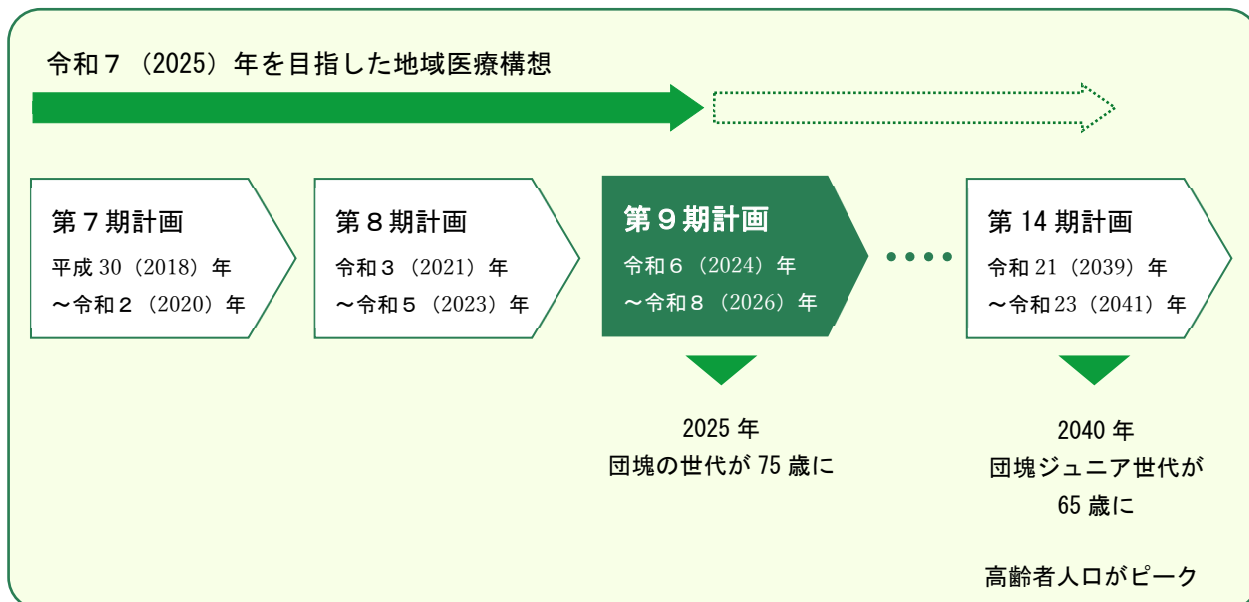 令和７（2025）年を目指した地域医療構想
第７期計画
平成 30（2018）年
～令和２（2020）年
第８期計画
令和３（2021）年
～令和５（2023）年
第９期計画
令和６（2024）年
～令和８（2026）年
第 14 期計画
令和 21（2039）年
～令和 23（2041）年
2025 年
団塊の世代が 75 歳に
2040 年
団塊ジュニア世代が
65 歳に
高齢者人口がピーク